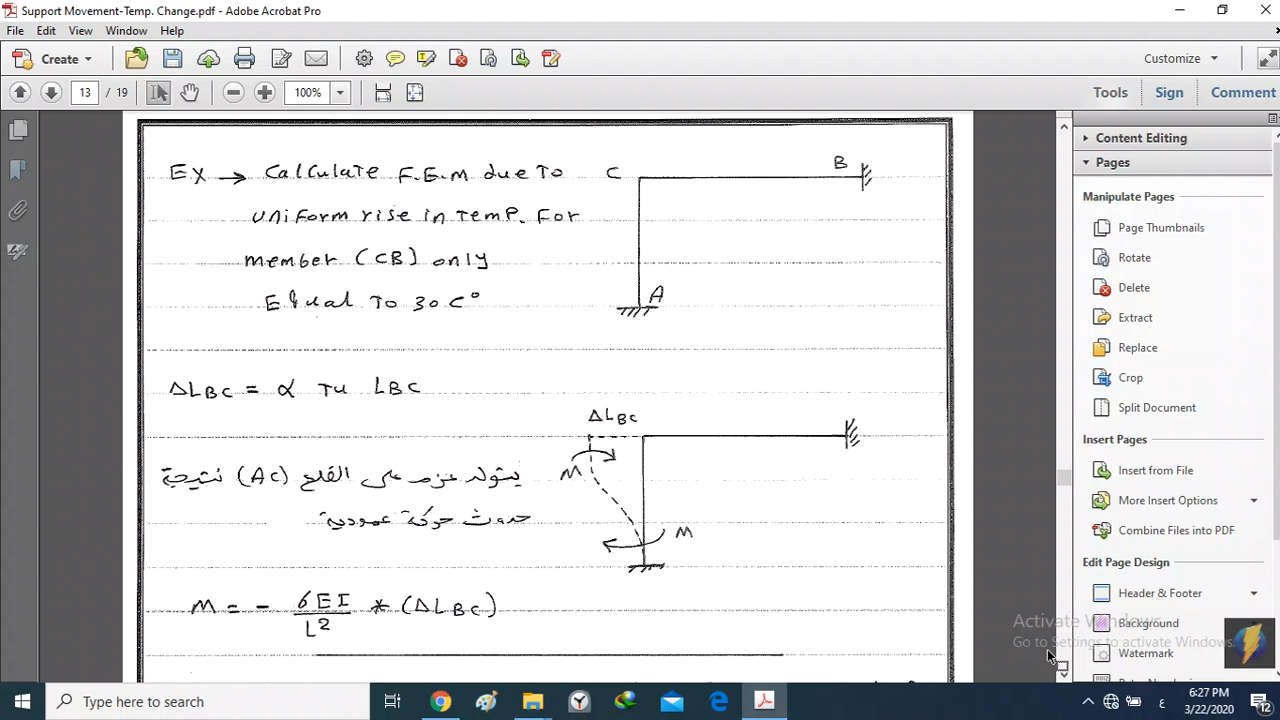 Support Movement-Temp. Change.pdf - Adobe Acrobat Pro
File Edit View Window Help
Create
Customize
13 / 19
100%
Tools Sign Comment
EX → Calculate F.E.M due to
uniform rise in temp. For
member (CB) only
Equal to 30 C°
C
B
A
ΔLBC = α Tu LBC
ΔLBC
يتولد عزم على الضلع (AC) نتيجة
حدوث حركة عمودية
M
M
M = - 6EI/L² * (ΔLBC)
Content Editing
Pages
Manipulate Pages
Page Thumbnails
Rotate
Delete
Extract
Replace
Crop
Split Document
Insert Pages
Insert from File
More Insert Options
Combine Files into PDF
Edit Page Design
Header & Footer
Background
Watermark
Activate Windows
Go to Settings to activate Windows.
Type here to search
ع
6:27 PM
3/22/2020
12